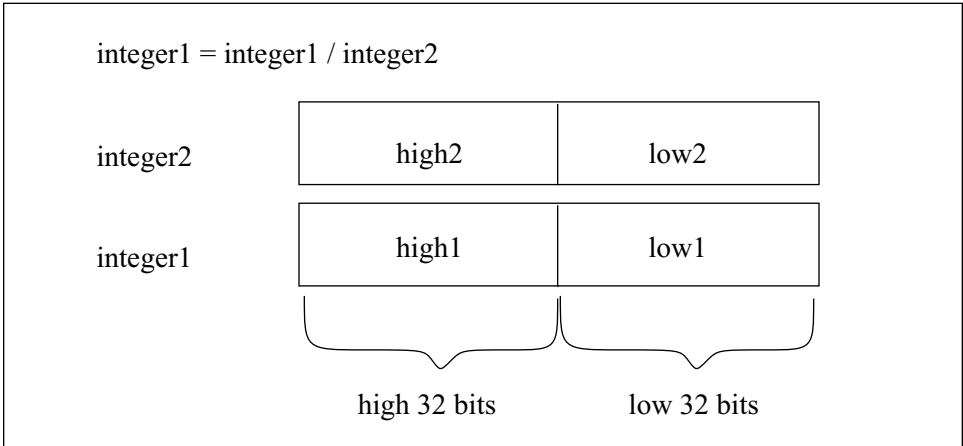 integer1 = integer1 / integer2
integer2 high2 low2
integer1 high1 low1
high 32 bits low 32 bits